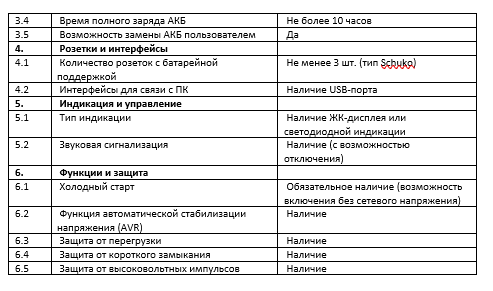 3.4 Время полного заряда АКБ Не более 10 часов
3.5 Возможность замены АКБ пользователем Да
4. Розетки и интерфейсы
4.1 Количество розеток с батарейной Не менее 3 шт. (тип Schuko)
поддержкой
4.2 Интерфейсы для связи с ПК Наличие USB-порта
5. Индикация и управление
5.1 Тип индикации Наличие ЖК-дисплея или
светодиодной индикации
5.2 Звуковая сигнализация Наличие (с возможностью
отключения)
6. Функции и защита
6.1 Холодный старт Обязательное наличие (возможность
включения без сетевого напряжения)
6.2 Функция автоматической стабилизации Наличие
напряжения (AVR)
6.3 Защита от перегрузки Наличие
6.4 Защита от короткого замыкания Наличие
6.5 Защита от высоковольтных импульсов Наличие